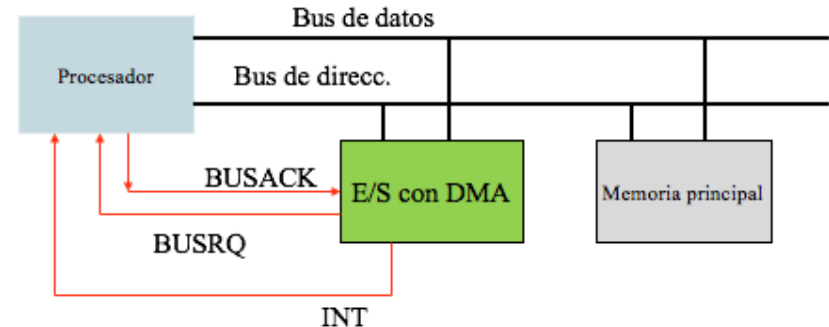 Bus de datos
Procesador
Bus de direcc.
BUSACK
E/S con DMA
Memoria principal
BUSRQ
INT